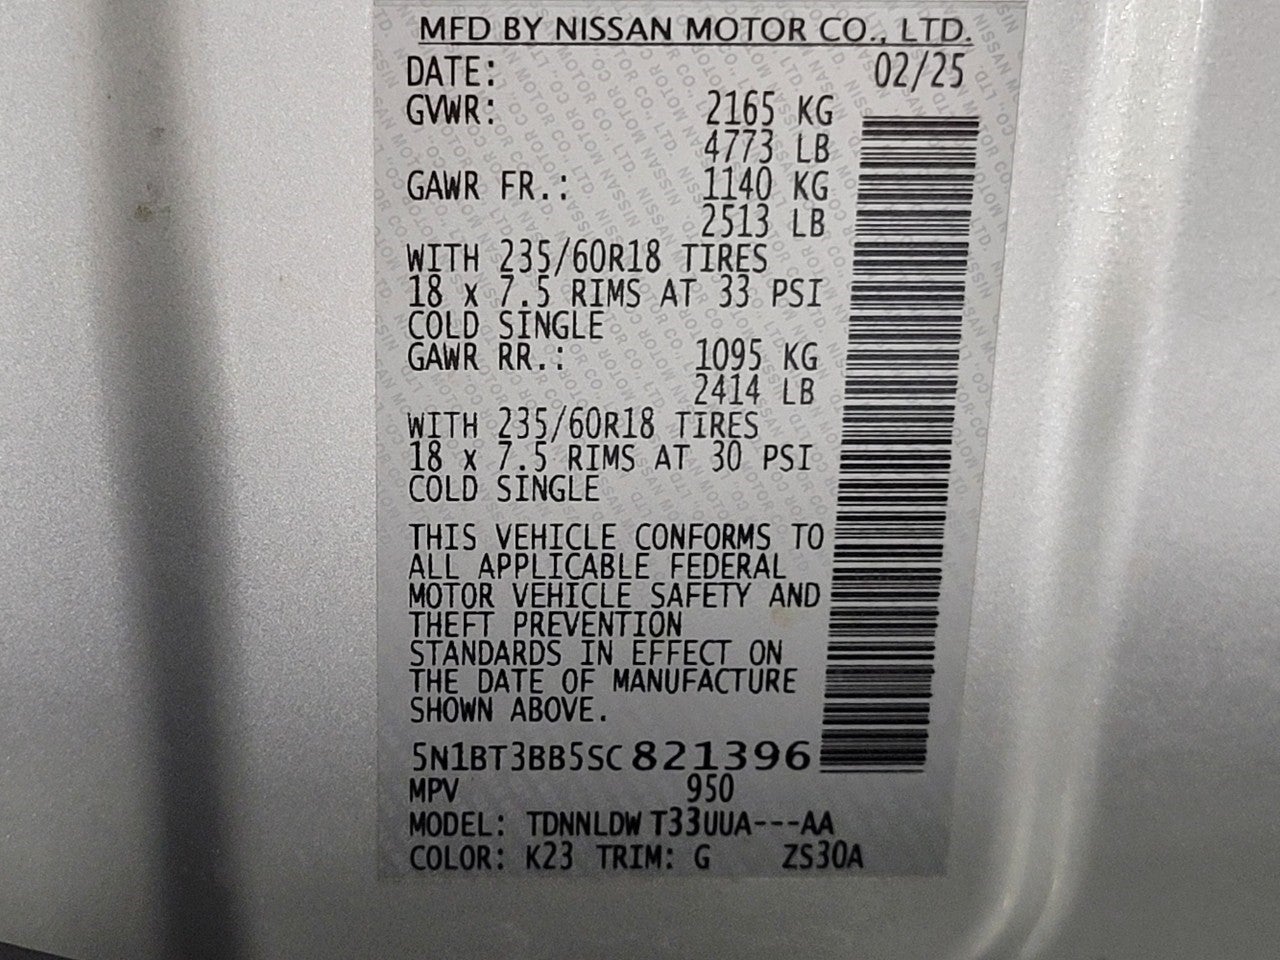 MFD BY NISSAN MOTOR CO., LTD.
DATE: 02/25
GVWR: 2165 KG
4773 LB
GAWR FR.: 1140 KG
2513 LB
WITH 235/60R18 TIRES
18 x 7.5 RIMS AT 33 PSI
COLD SINGLE
GAWR RR.: 1095 KG
2414 LB
WITH 235/60R18 TIRES
18 x 7.5 RIMS AT 30 PSI
COLD SINGLE
THIS VEHICLE CONFORMS TO
ALL APPLICABLE FEDERAL
MOTOR VEHICLE SAFETY AND
THEFT PREVENTION
STANDARDS IN EFFECT ON
THE DATE OF MANUFACTURE
SHOWN ABOVE.
5N1BT3BB5SC821396
MPV 950
MODEL: TDNNLDW T33UUA---AA
COLOR: K23 TRIM: G ZS30A